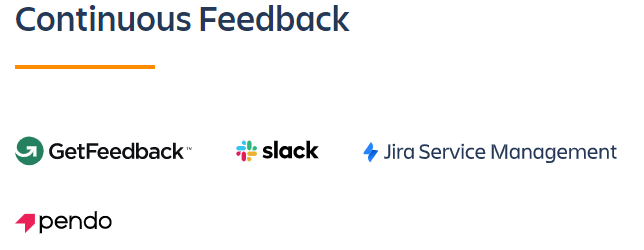 Continuous Feedback
GetFeedback™
slack
Jira Service Management
pendo